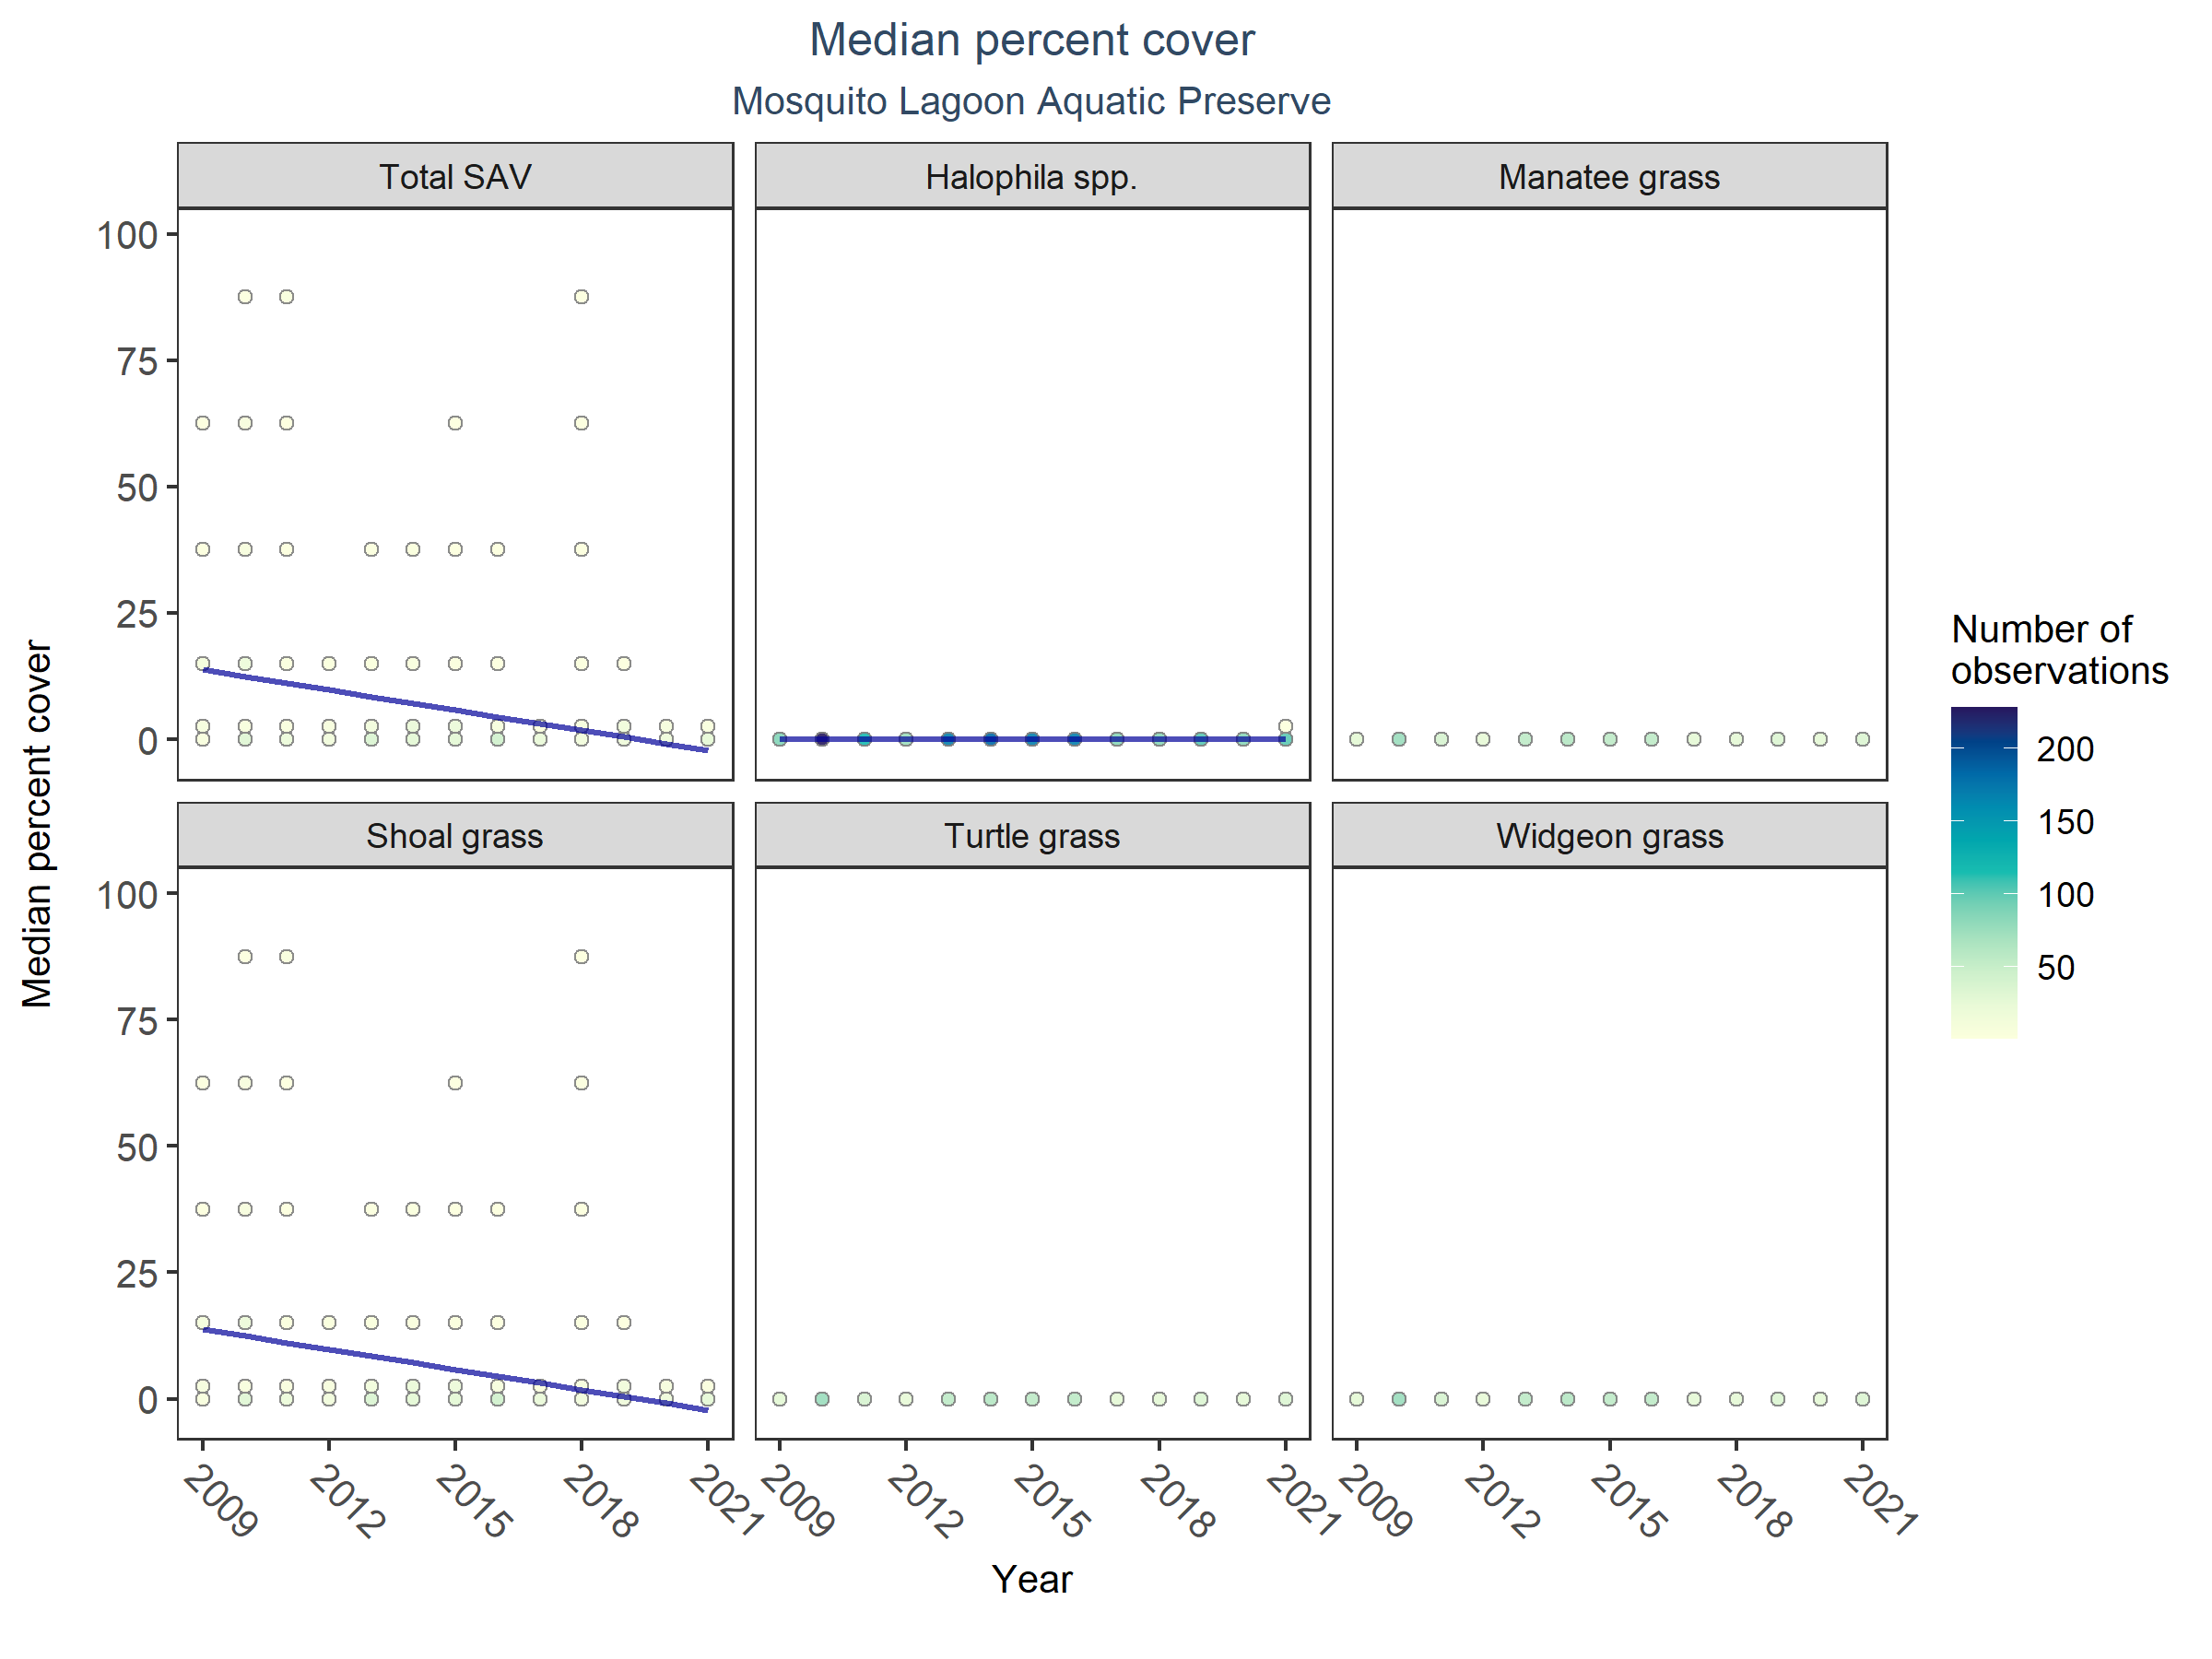 Median percent cover
Mosquito Lagoon Aquatic Preserve
Total SAV
Halophila spp.
Manatee grass
100
75
50
25
0
Shoal grass
Turtle grass
Widgeon grass
100
75
50
25
0
2009
2012
2015
2018
2021
2009
2012
2015
2018
2021
2009
2012
2015
2018
2021
Year
Median percent cover
Number of
observations
200
150
100
50